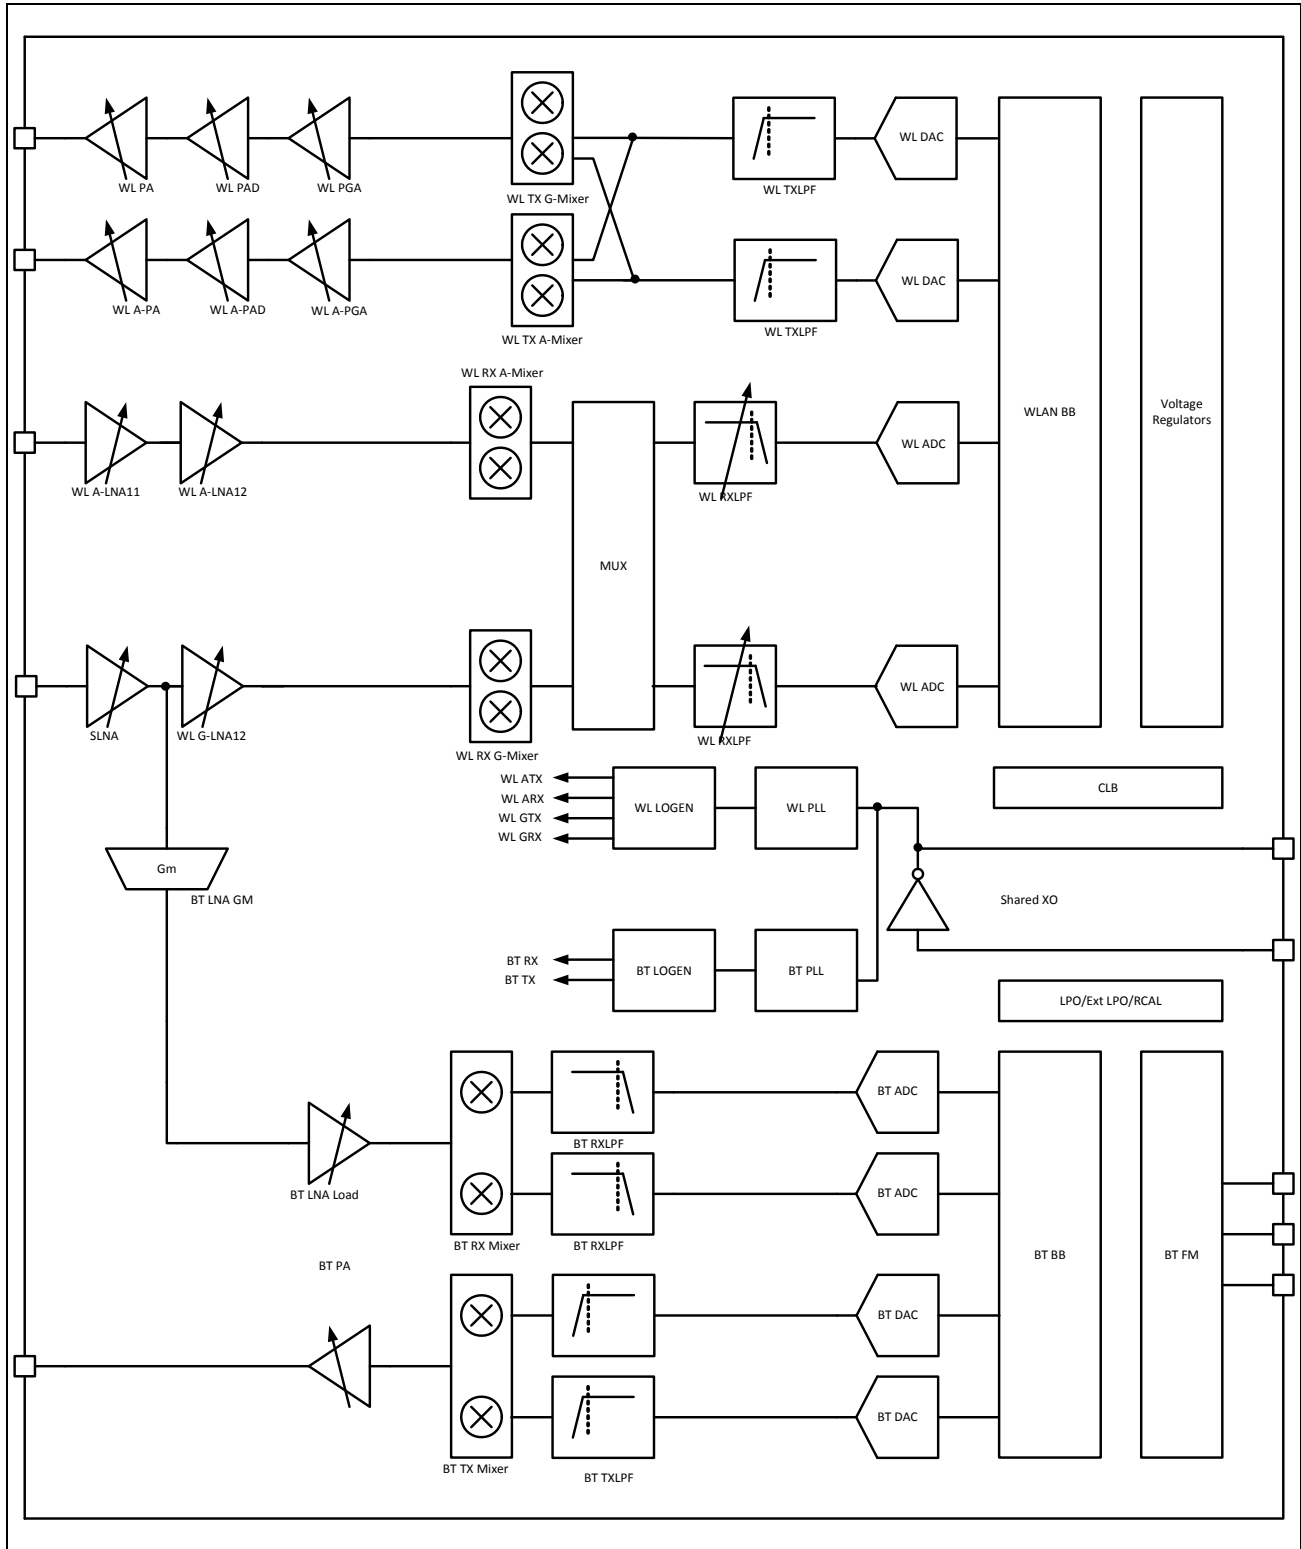 WL DAC
WL PA
WL PAD
WL PGA
WL TXLPF
WL TX G-Mixer
WL DAC
WL A-PA
WL A-PAD
WL A-PGA
WL TXLPF
WL TX A-Mixer
WL RX A-Mixer
WLAN BB
Voltage
Regulators
WL ADC
WL A-LNA11
WL A-LNA12
WL RXLPF
MUX
WL ADC
SLNA
WL G-LNA12
WL RXLPF
WL RX G-Mixer
WL ATX
WL ARX
WL GTX
WL GRX
WL LOGEN
WL PLL
CLB
Gm
BT LNA GM
Shared XO
BT RX
BT TX
BT LOGEN
BT PLL
LPO/Ext LPO/RCAL
BT ADC
BT RXLPF
BT LNA Load
BT ADC
BT RX Mixer
BT RXLPF
BT PA
BT BB
BT FM
BT DAC
BT DAC
BT TX Mixer
BT TXLPF